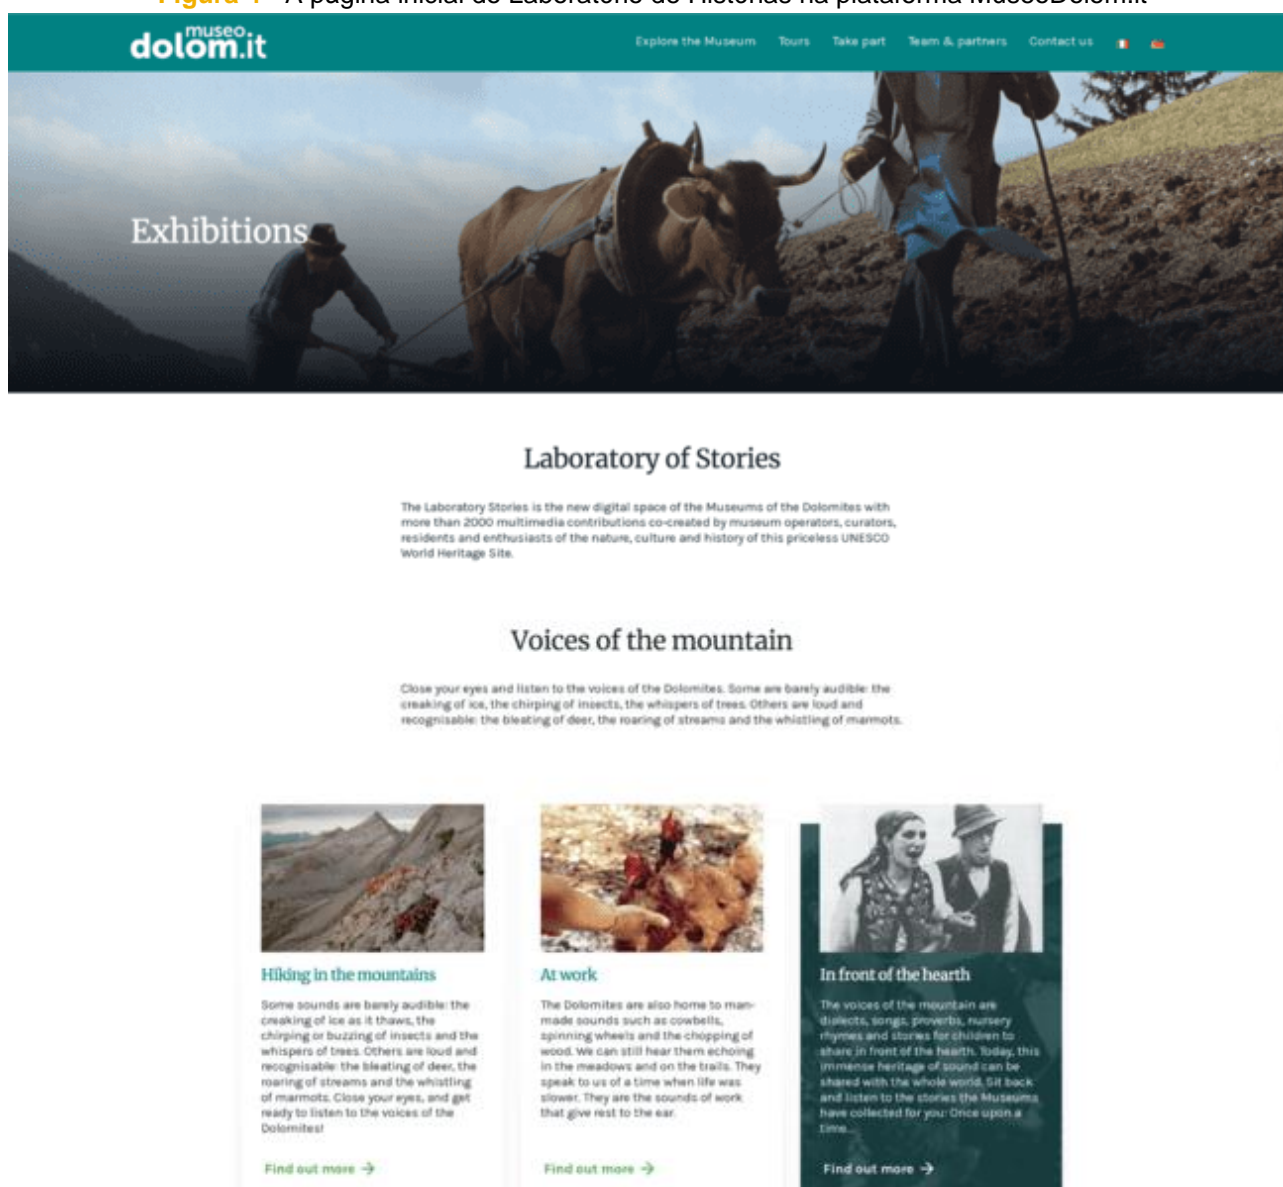 Figura 1 - A página inicial do Laboratório de Histórias na plataforma MuseoDolom.it
museo
dolom.it
Explore the Museum Tours Take part Team & partners Contact us
Exhibitions
Laboratory of Stories
The Laboratory Stories is the new digital space of the Museums of the Dolomites with
more than 2000 multimedia contributions co-created by museum operators, curators,
residents and enthusiasts of the nature, culture and history of this priceless UNESCO
World Heritage Site.
Voices of the mountain
Close your eyes and listen to the voices of the Dolomites. Some are barely audible: the
creaking of ice, the chirping of insects, the whispers of trees. Others are loud and
recognisable: the bleating of deer, the roaring of streams and the whistling of marmots.
Hiking in the mountains
Some sounds are barely audible: the
creaking of ice as it thaws, the
chirping or buzzing of insects and the
whispers of trees. Others are loud and
recognisable: the bleating of deer, the
roaring of streams and the whistling
of marmots. Close your eyes, and get
ready to listen to the voices of the
Dolomites!
Find out more →
At work
The Dolomites are also home to man-
made sounds such as cowbells,
spinning wheels and the chopping of
wood. We can still hear them echoing
in the meadows and on the trails. They
speak to us of a time when life was
slower. They are the sounds of work
that give rest to the ear.
Find out more →
In front of the hearth
The voices of the mountain are
dialects, songs, proverbs, nursery
rhymes and stories for children to
share in front of the hearth. Today, this
immense heritage of sound can be
shared with the whole world. Sit back
and listen to the stories the Museums
have collected for you: Once upon a
time...
Find out more →